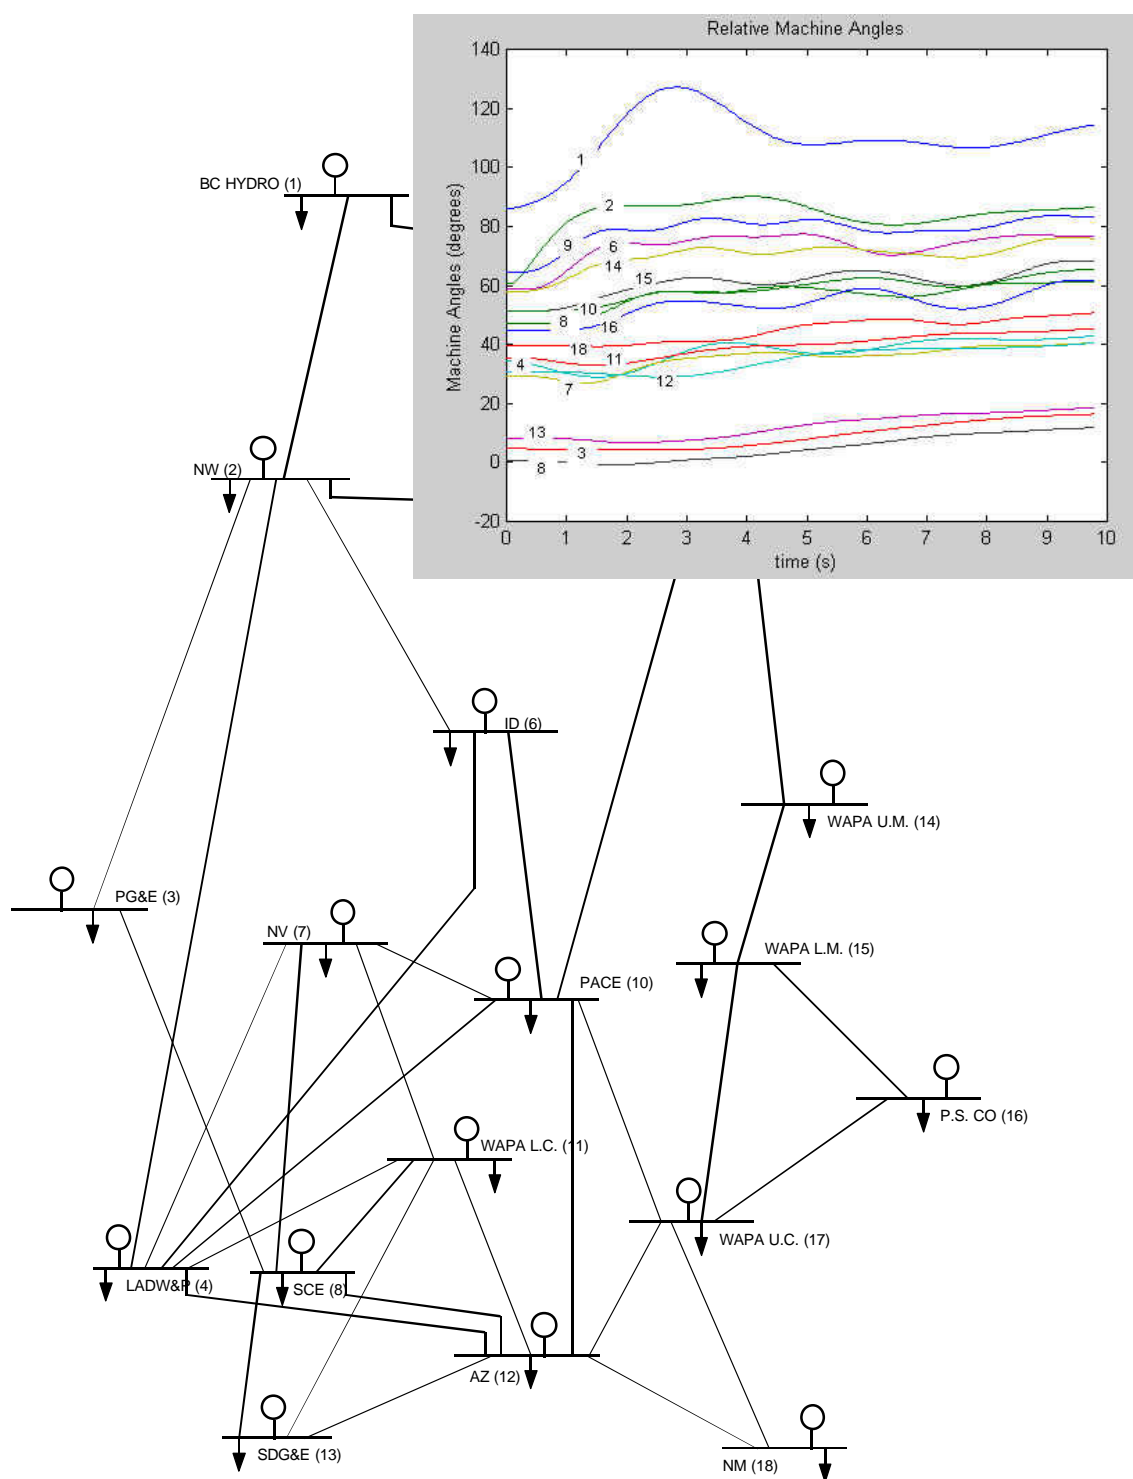 Relative Machine Angles
140
120
100
80
60
40
20
0
-20
Machine Angles (degrees)
1
2
9
6
14
15
10
8
16
18
11
4
7
12
13
3
8
0 1 2 3 4 5 6 7 8 9 10
time (s)
BC HYDRO (1)
NW (2)
ID (6)
WAPA U.M. (14)
PG&E (3)
NV (7)
WAPA L.M. (15)
PACE (10)
P.S. CO (16)
WAPA L.C. (11)
WAPA U.C. (17)
LADW&P (4)
SCE (8)
AZ (12)
SDG&E (13)
NM (18)